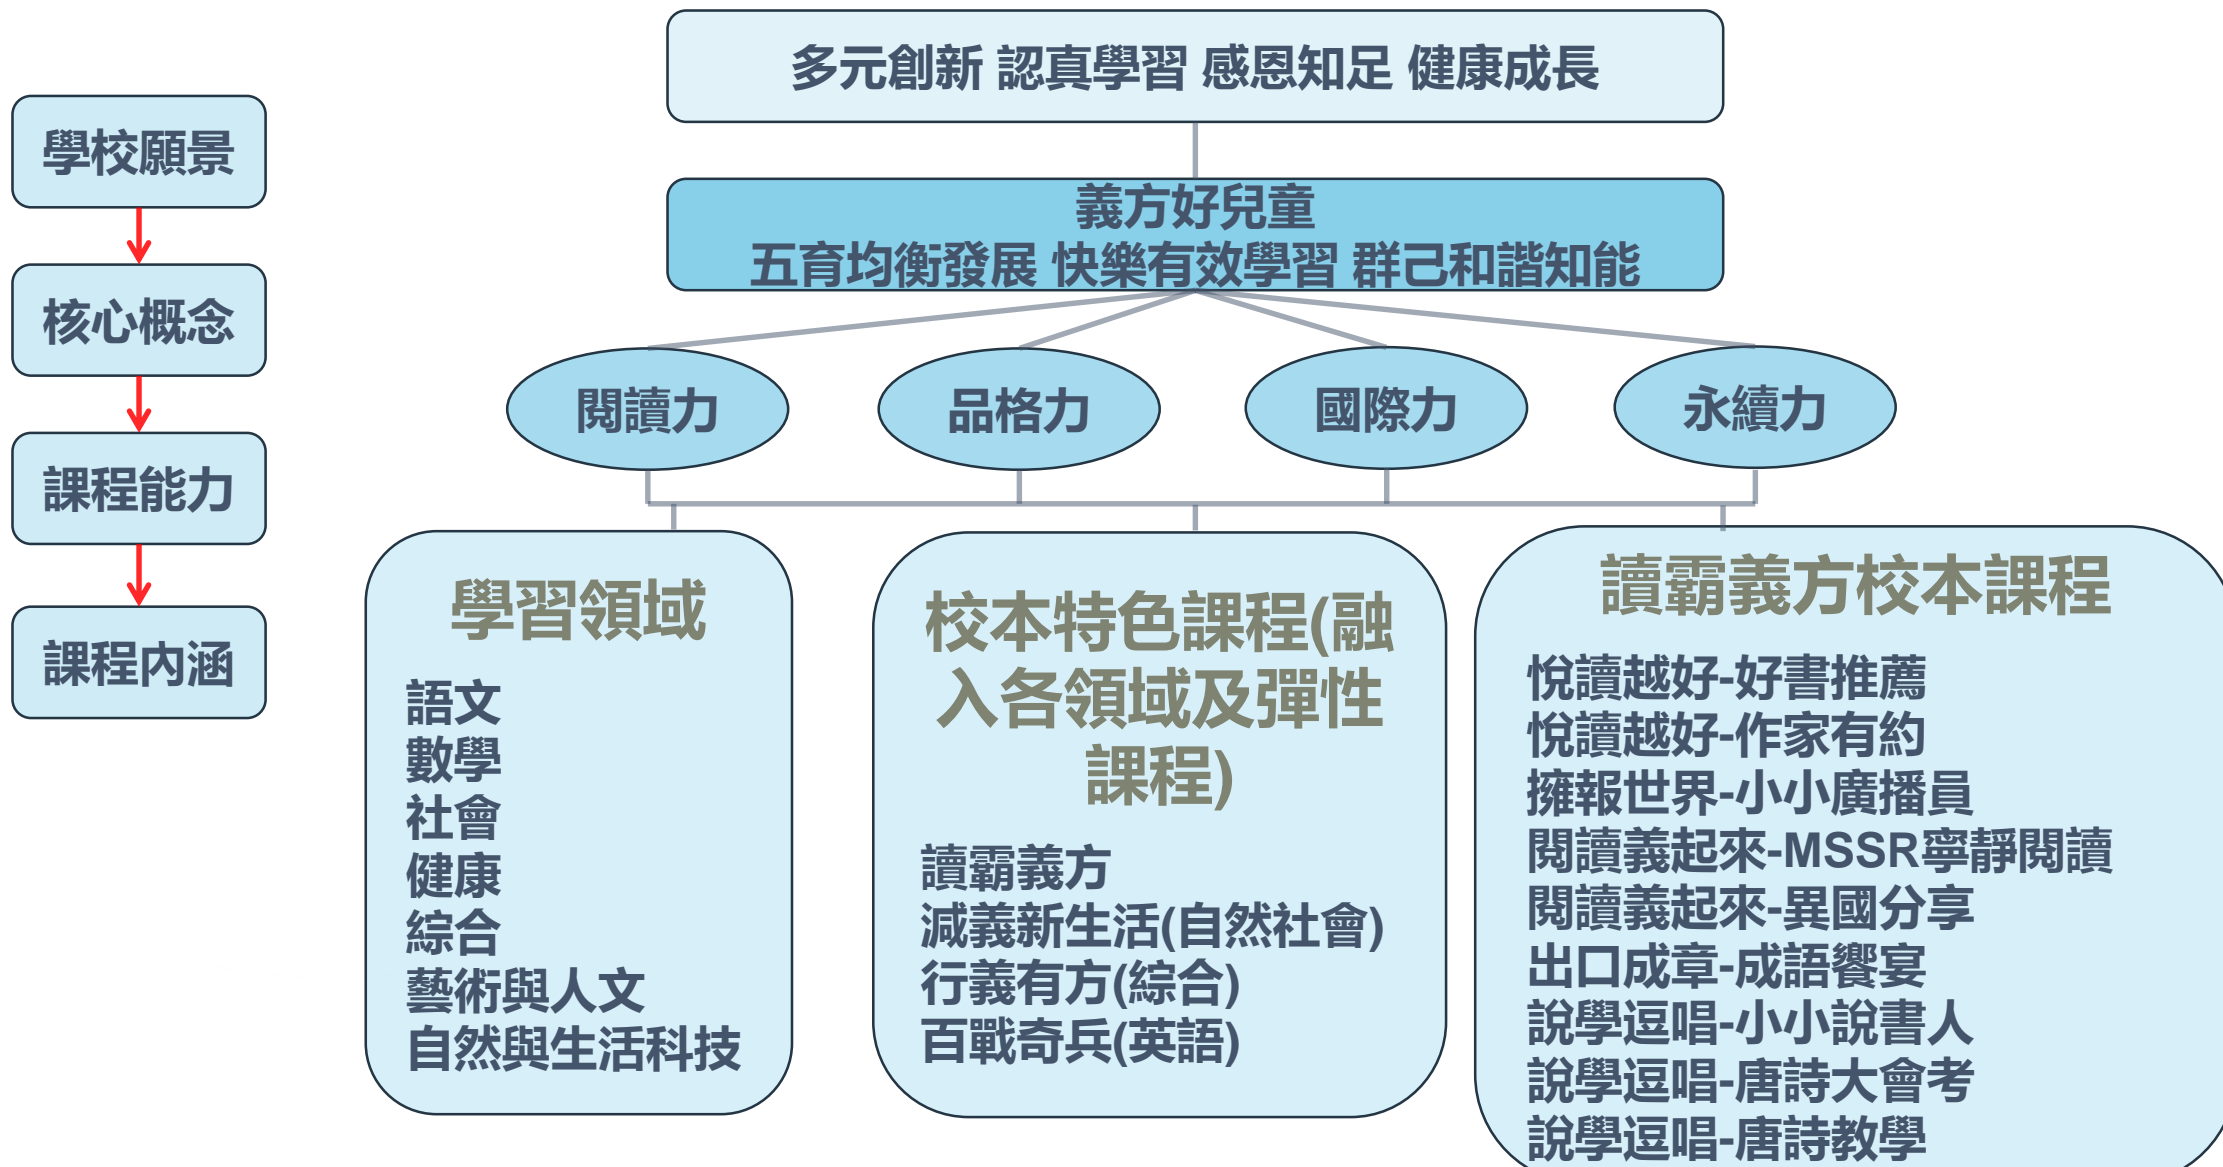 學校願景
核心概念
課程能力
課程內涵
多元創新 認真學習 感恩知足 健康成長
義方好兒童
五育均衡發展 快樂有效學習 群己和諧知能
閱讀力
品格力
國際力
永續力
學習領域
語文
數學
社會
健康
綜合
藝術與人文
自然與生活科技
校本特色課程(融
入各領域及彈性
課程)
讀霸義方
減義新生活(自然社會)
行義有方(綜合)
百戰奇兵(英語)
讀霸義方校本課程
悅讀越好-好書推薦
悅讀越好-作家有約
擁報世界-小小廣播員
閱讀義起來-MSSR寧靜閱讀
閱讀義起來-異國分享
出口成章-成語饗宴
說學逗唱-小小說書人
說學逗唱-唐詩大會考
說學逗唱-唐詩教學